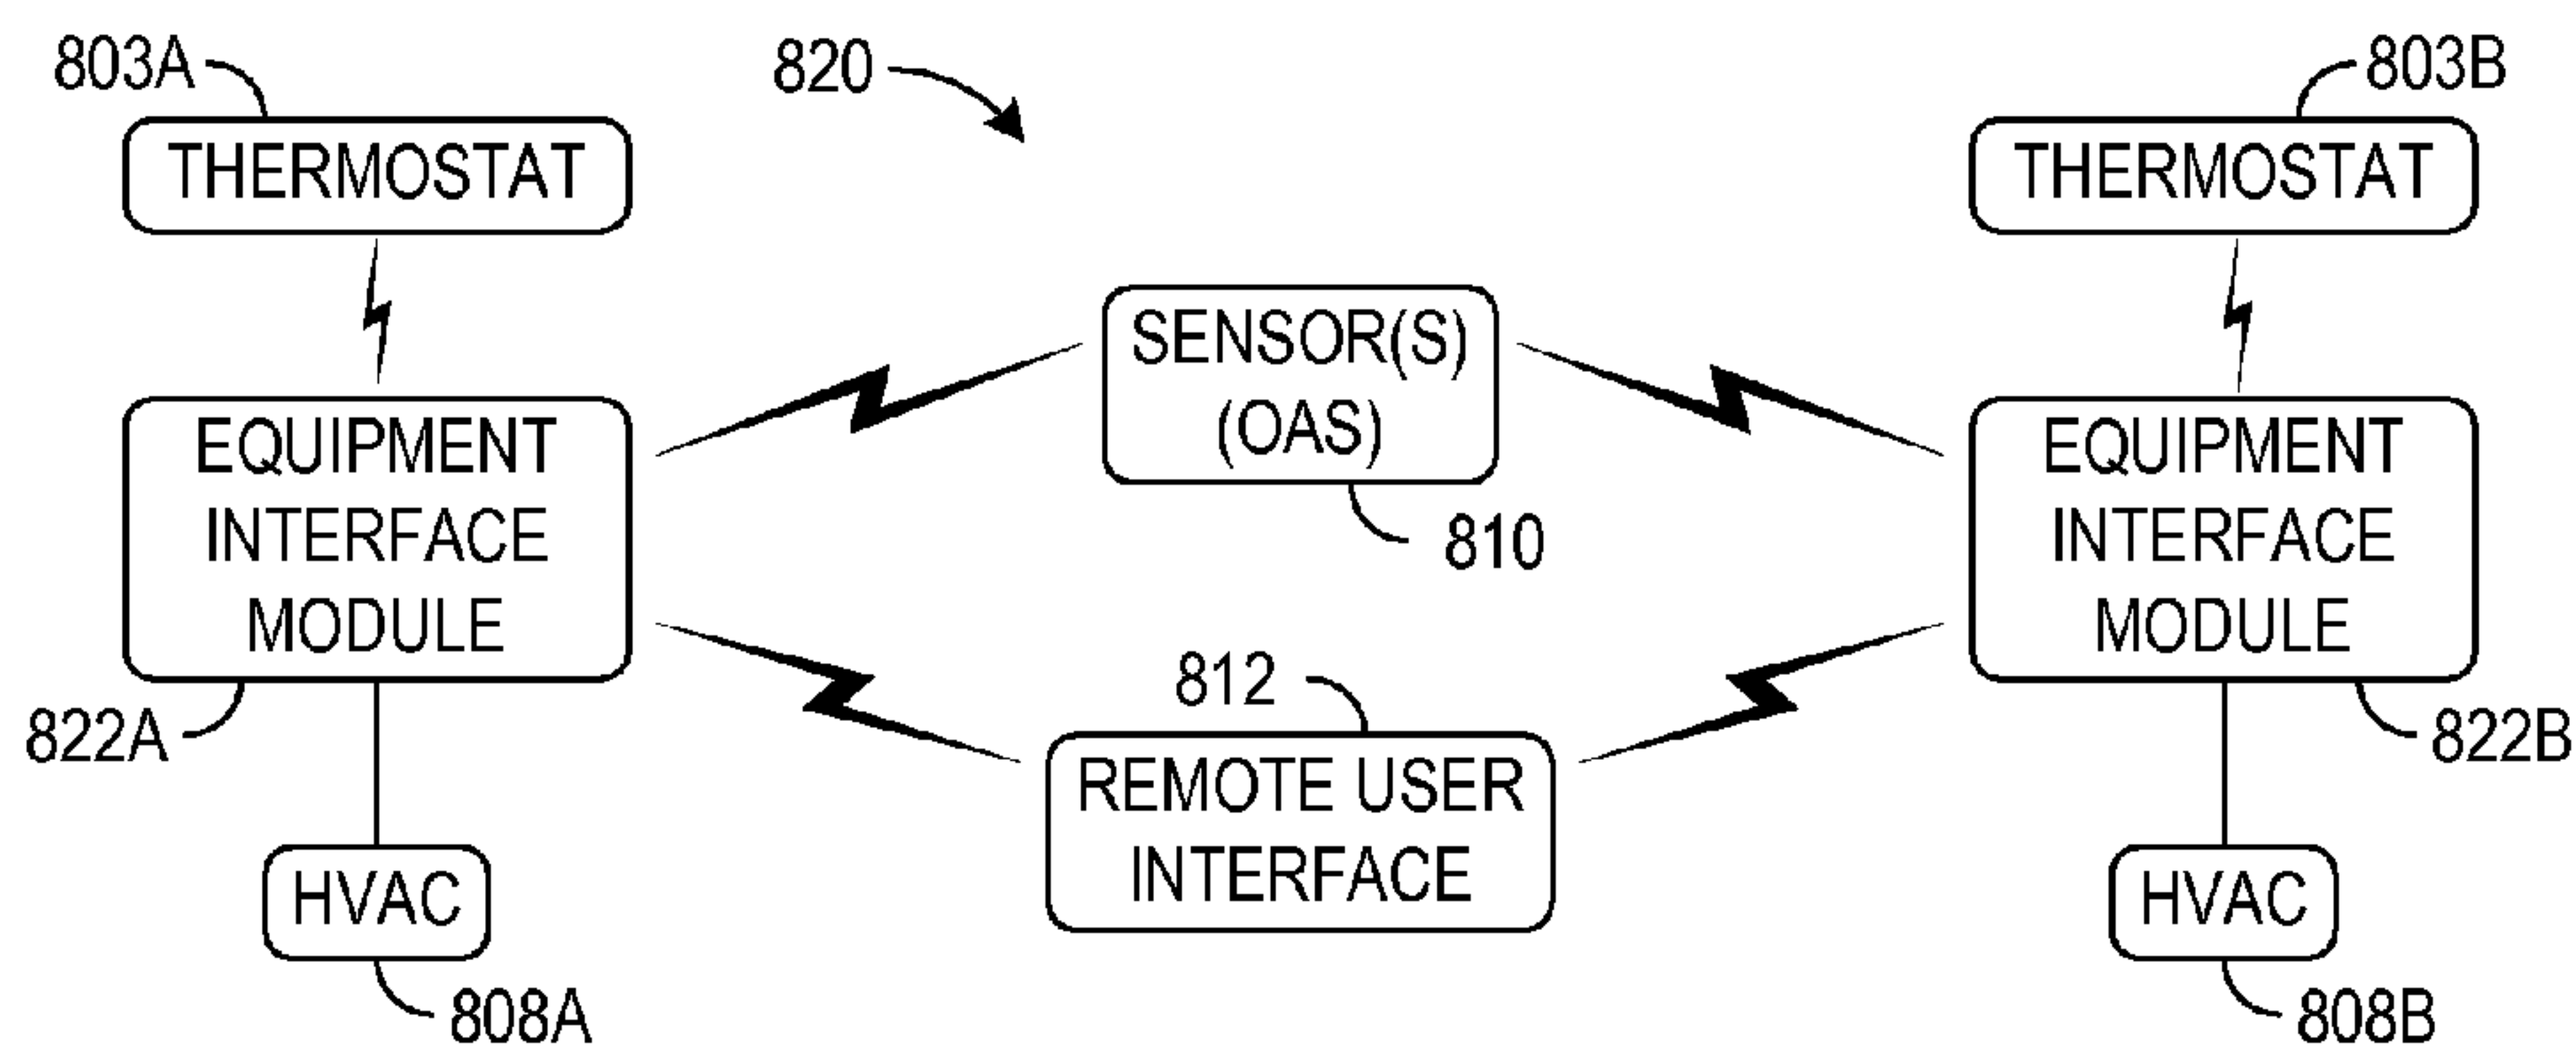 803A
820
803B
THERMOSTAT
THERMOSTAT
SENSOR(S)
(OAS)
810
EQUIPMENT
INTERFACE
MODULE
822A
EQUIPMENT
INTERFACE
MODULE
822B
812
REMOTE USER
INTERFACE
HVAC
808A
HVAC
808B